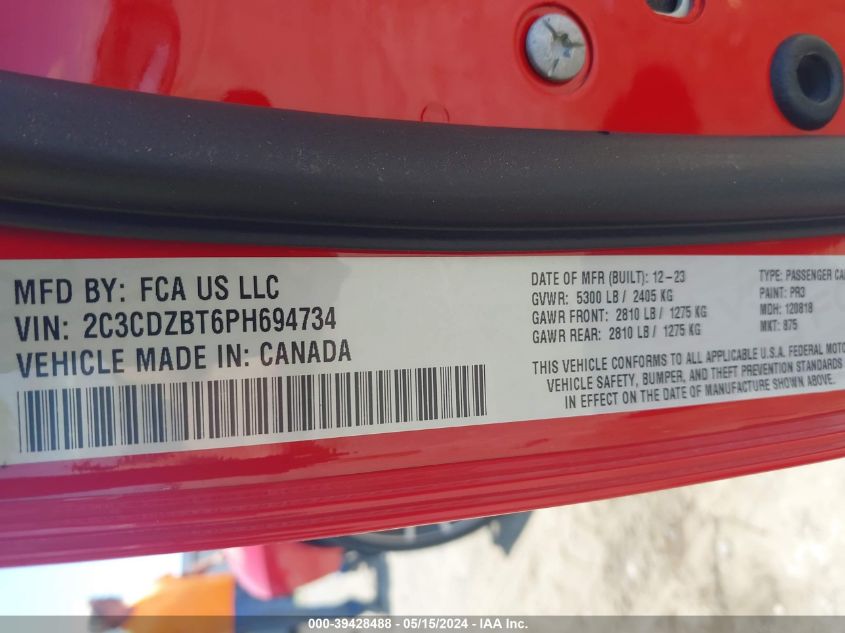 MFD BY: FCA US LLC
VIN: 2C3CDZBT6PH694734
VEHICLE MADE IN: CANADA
DATE OF MFR (BUILT): 12-23
GVWR: 5300 LB / 2405 KG
GAWR FRONT: 2810 LB / 1275 KG
GAWR REAR: 2810 LB / 1275 KG
TYPE: PASSENGER CA
PAINT: PR3
MDH: 120818
MKT: 875
THIS VEHICLE CONFORMS TO ALL APPLICABLE U.S.A. FEDERAL MOTO
VEHICLE SAFETY, BUMPER, AND THEFT PREVENTION STANDARDS
IN EFFECT ON THE DATE OF MANUFACTURE SHOWN ABOVE.
000-39428488 - 05/15/2024 - IAA Inc.